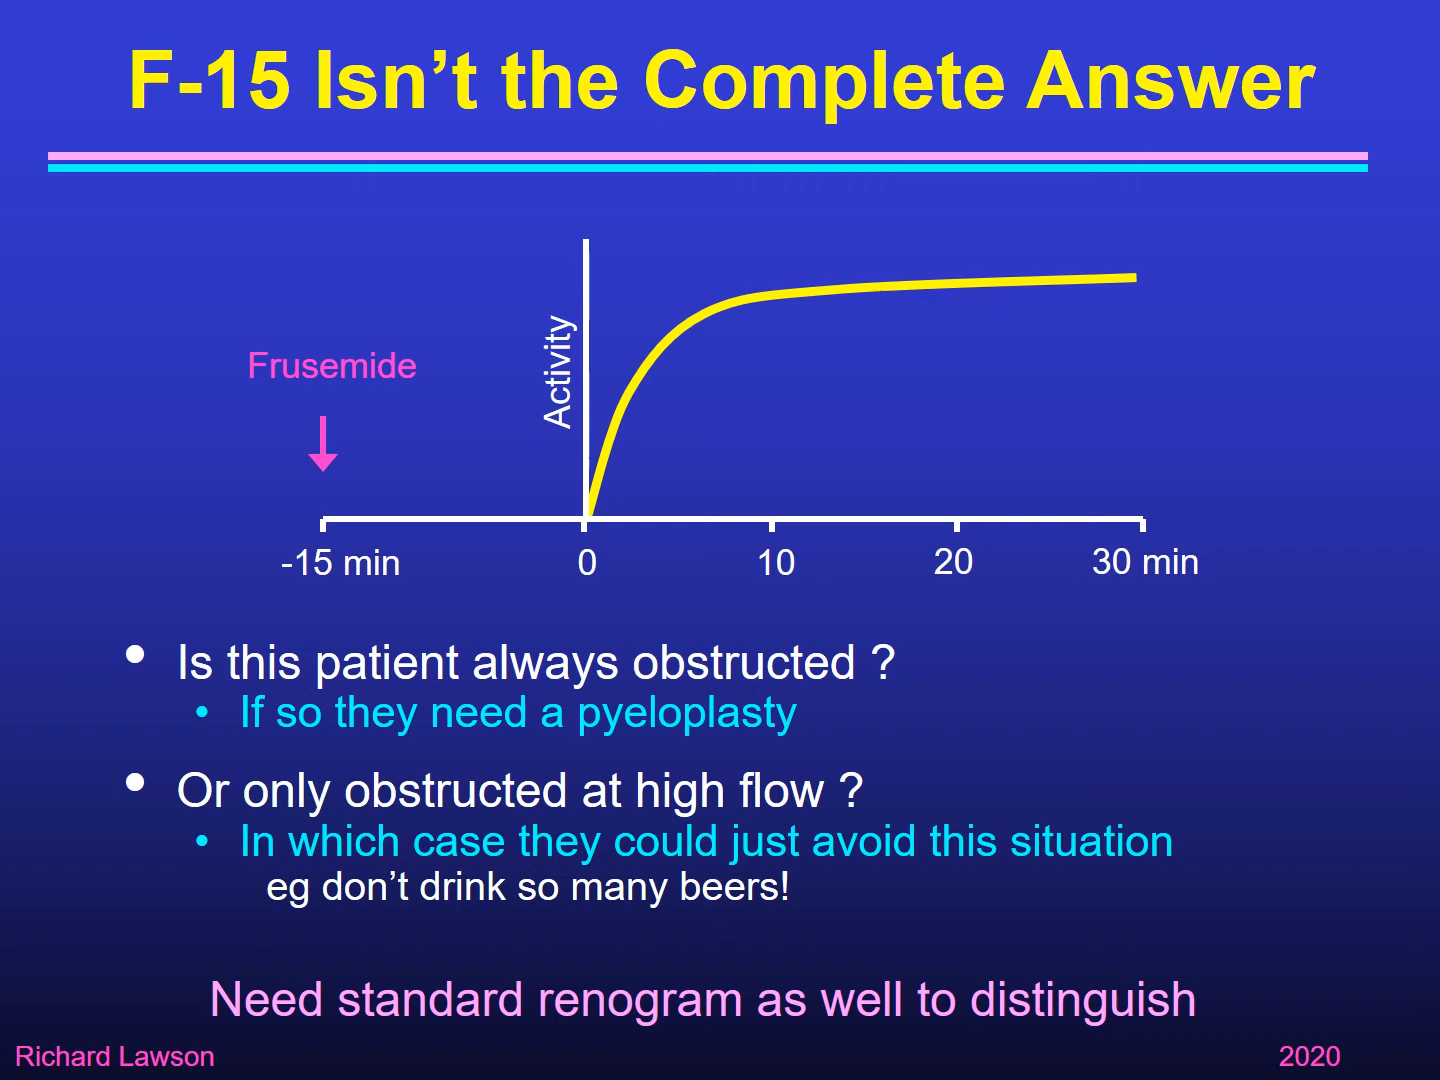 F-15 Isn’t the Complete Answer
Frusemide
Activity
-15 min
0
10
20
30 min
• Is this patient always obstructed ?
• If so they need a pyeloplasty
• Or only obstructed at high flow ?
• In which case they could just avoid this situation
eg don’t drink so many beers!
Need standard renogram as well to distinguish
Richard Lawson
2020